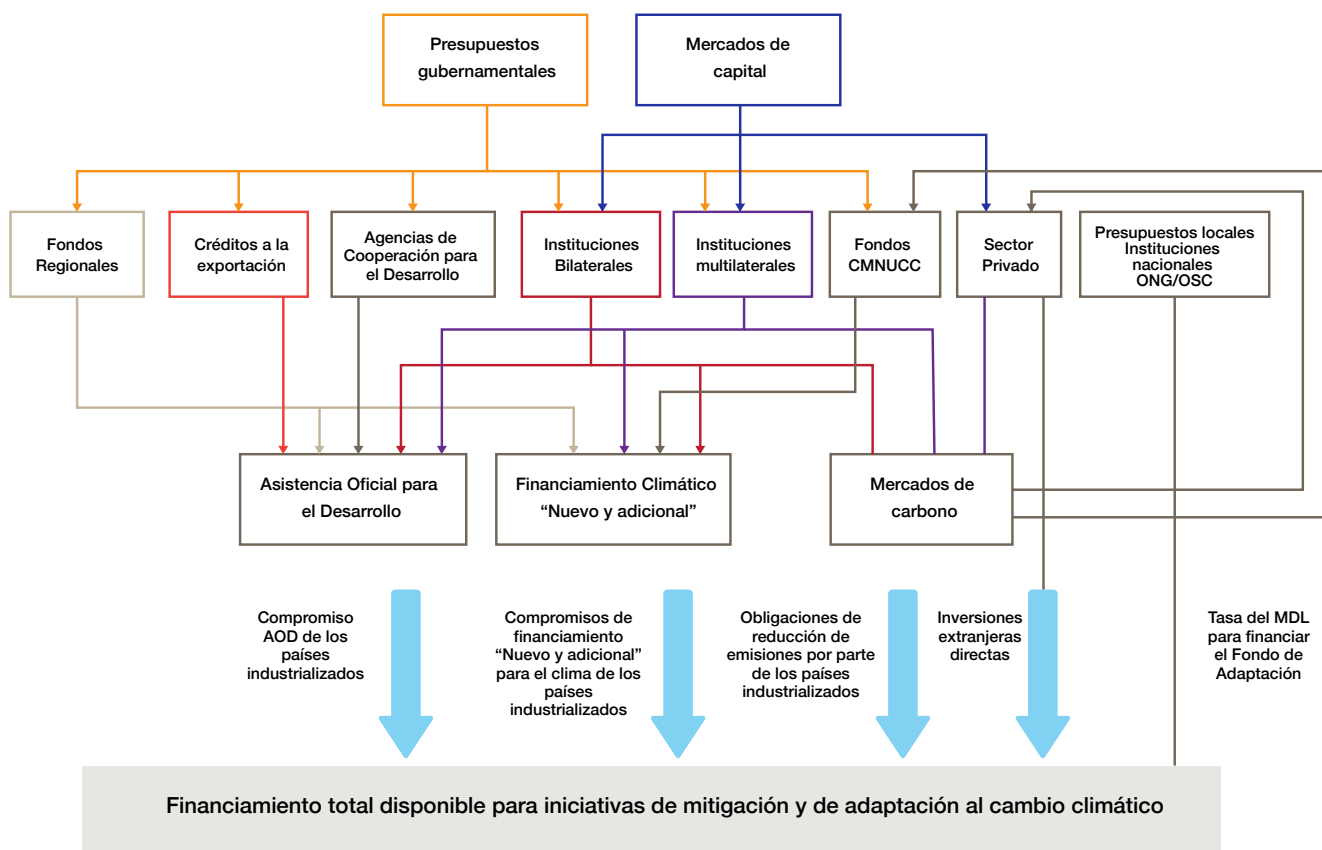 Presupuestos
gubernamentales
Mercados de
capital
Fondos
Regionales
Créditos a la
exportación
Agencias de
Cooperación para
el Desarrollo
Instituciones
Bilaterales
Instituciones
multilaterales
Fondos
CMNUCC
Sector
Privado
Presupuestos locales
Instituciones
nacionales
ONG/OSC
Asistencia Oficial para
el Desarrollo
Financiamiento Climático
“Nuevo y adicional”
Mercados de
carbono
Compromiso
AOD de los
países
industrializados
Compromisos de
financiamiento
“Nuevo y adicional”
para el clima de los
países
industrializados
Obligaciones de
reducción de
emisiones por parte
de los países
industrializados
Inversiones
extranjeras
directas
Tasa del MDL
para financiar
el Fondo de
Adaptación
Financiamiento total disponible para iniciativas de mitigación y de adaptación al cambio climático